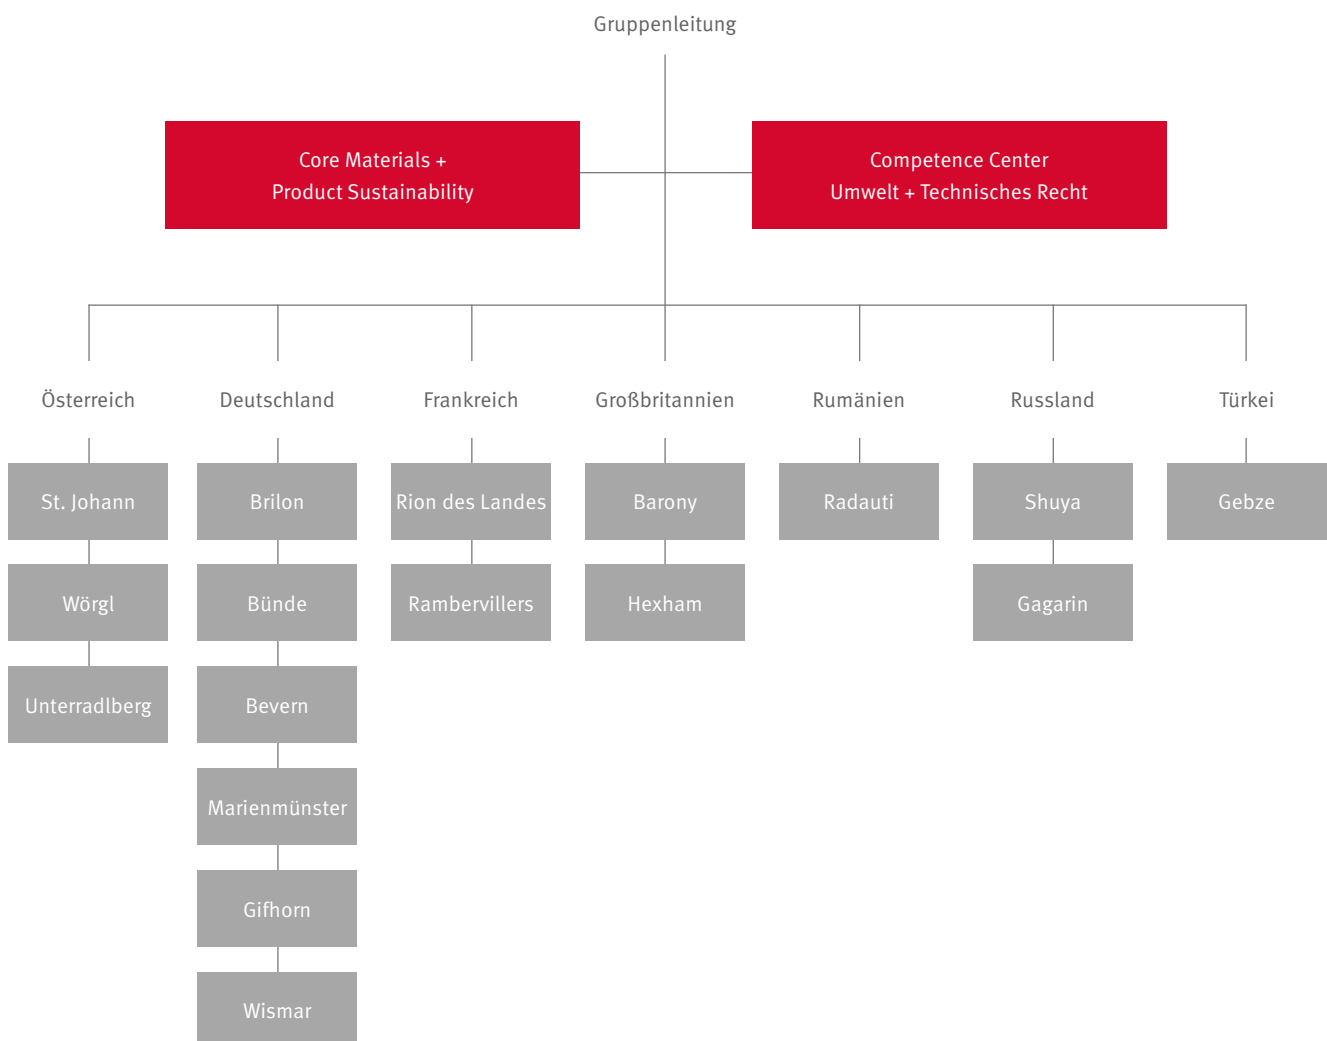 Gruppenleitung
Core Materials +
Product Sustainability
Competence Center
Umwelt + Technisches Recht
Österreich
Deutschland
Frankreich
Großbritannien
Rumänien
Russland
Türkei
St. Johann
Brilon
Rion des Landes
Barony
Radauti
Shuya
Gebze
Wörgl
Bünde
Rambervillers
Hexham
Gagarin
Unterradlberg
Bevern
Marienmünster
Gifhorn
Wismar